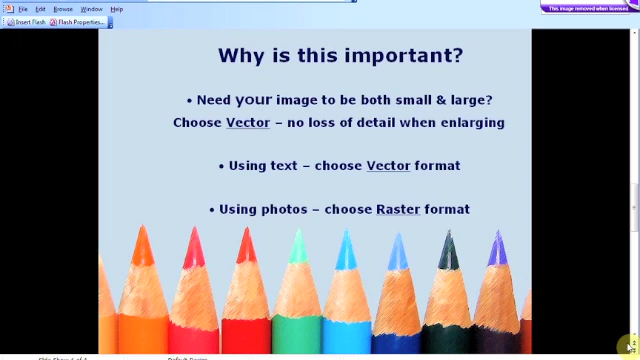 This image removed when licensed
File Edit Browse Window Help
Insert Flash Flash Properties...
Why is this important?
• Need your image to be both small & large?
Choose Vector – no loss of detail when enlarging
• Using text – choose Vector format
• Using photos – choose Raster format